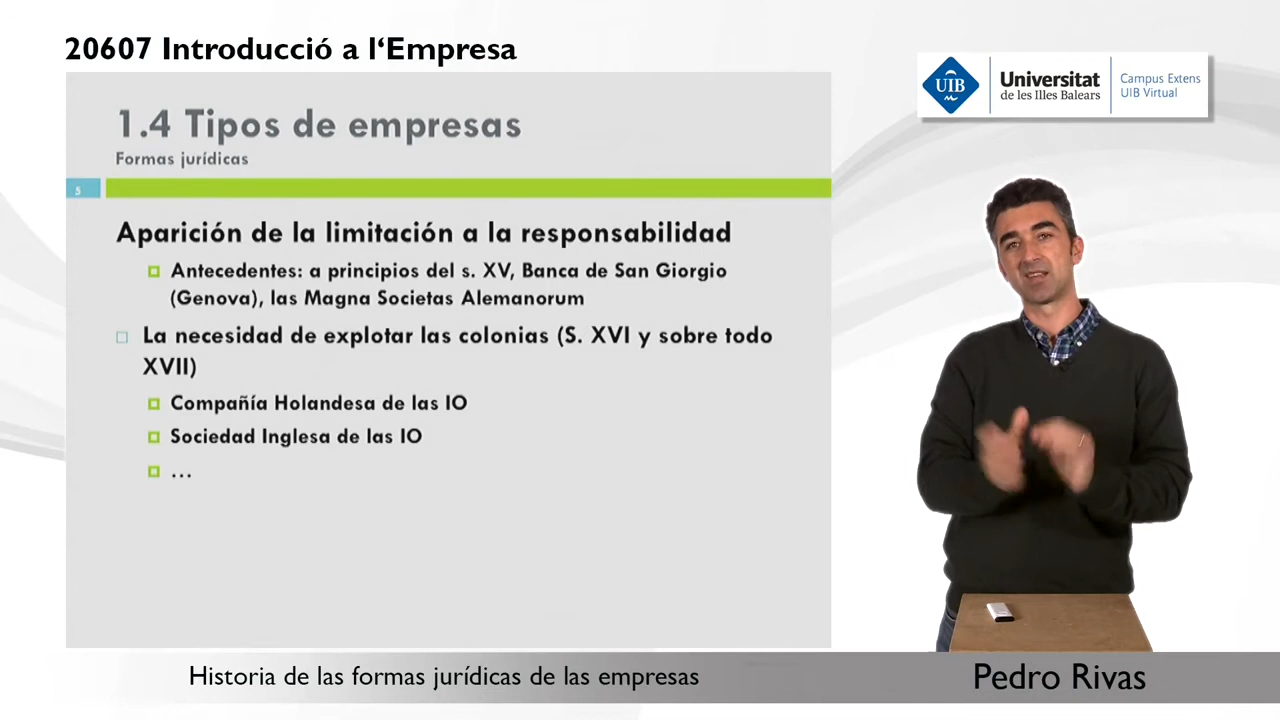 20607 Introducció a l‘Empresa
UIB
Universitat
de les Illes Balears
Campus Extens
UIB Virtual
1.4 Tipos de empresas
Formas jurídicas
5
Aparición de la limitación a la responsabilidad
Antecedentes: a principios del s. XV, Banca de San Giorgio
(Genova), las Magna Societas Alemanorum
La necesidad de explotar las colonias (S. XVI y sobre todo
XVII)
Compañía Holandesa de las IO
Sociedad Inglesa de las IO
...
Historia de las formas jurídicas de las empresas
Pedro Rivas